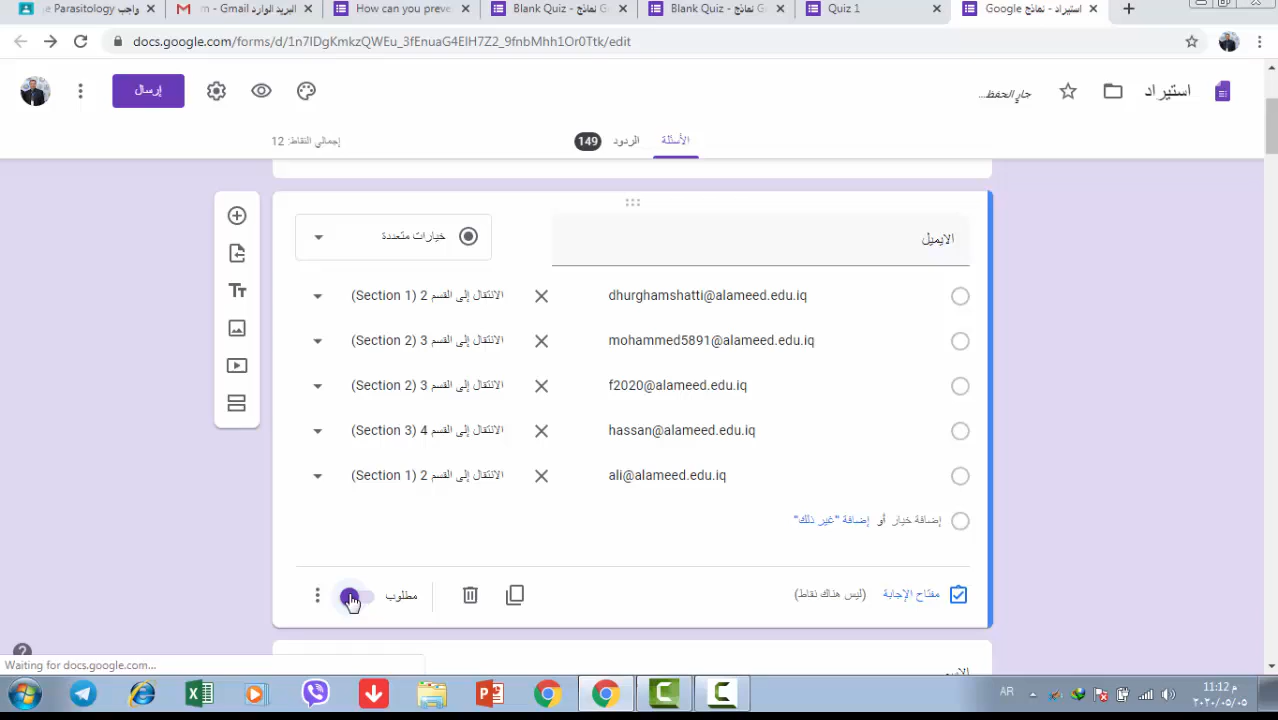 e Parasitology واجب
m - Gmail البريد الوارد
How can you preve
Blank Quiz - نماذج G
Blank Quiz - نماذج G
Quiz 1
استيراد - نماذج Google
docs.google.com/forms/d/1n7IDgKmkzQWEu_3fEnuaG4EIH7Z2_9fnbMhh1Or0Ttk/edit
استيراد
جارٍ الحفظ...
إرسال
الأسئلة
الردود 149
إجمالي النقاط: 12
الايميل
خيارات متعددة
dhurghamshatti@alameed.edu.iq
الانتقال إلى القسم 2 (Section 1)
mohammed5891@alameed.edu.iq
الانتقال إلى القسم 3 (Section 2)
f2020@alameed.edu.iq
الانتقال إلى القسم 3 (Section 2)
hassan@alameed.edu.iq
الانتقال إلى القسم 4 (Section 3)
ali@alameed.edu.iq
الانتقال إلى القسم 2 (Section 1)
إضافة خيار أو إضافة "غير ذلك"
مفتاح الإجابة (ليس هناك نقاط)
مطلوب
الاسم
Waiting for docs.google.com...
AR
11:12 م
٢٠٢٠/٠٥/٠٥